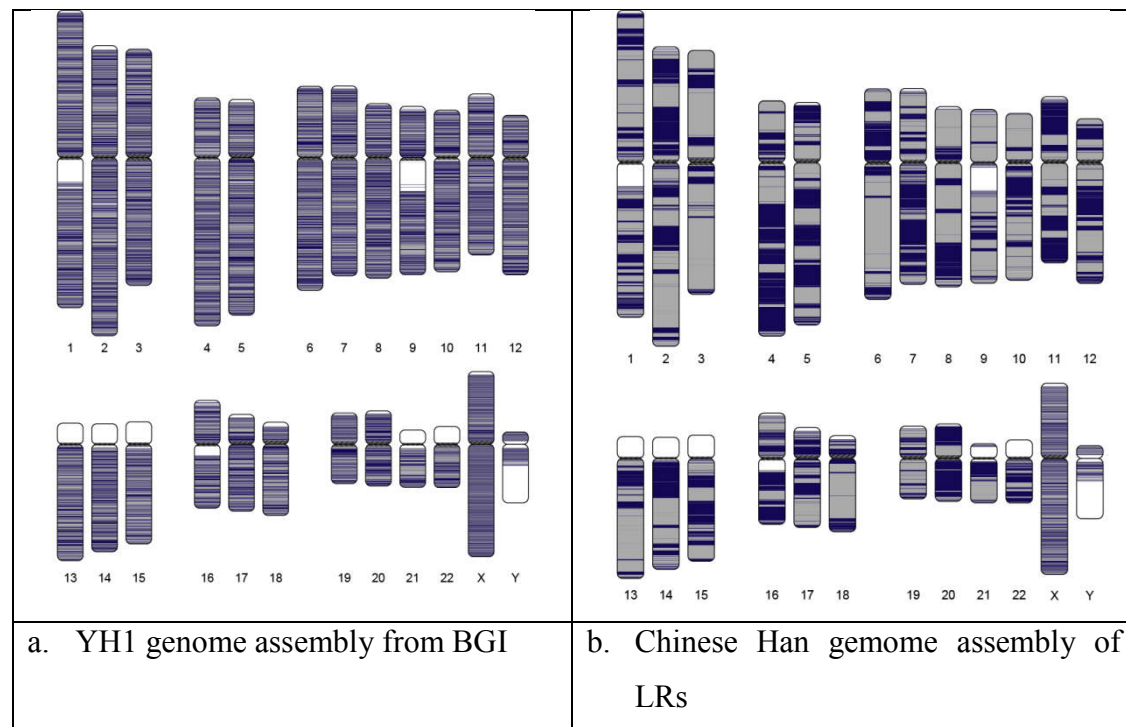 1 2 3 4 5 6 7 8 9 10 11 12
13 14 15 16 17 18 19 20 21 22 X Y
a. YH1 genome assembly from BGI
1 2 3 4 5 6 7 8 9 10 11 12
13 14 15 16 17 18 19 20 21 22 X Y
b. Chinese Han gemome assembly of
LRs